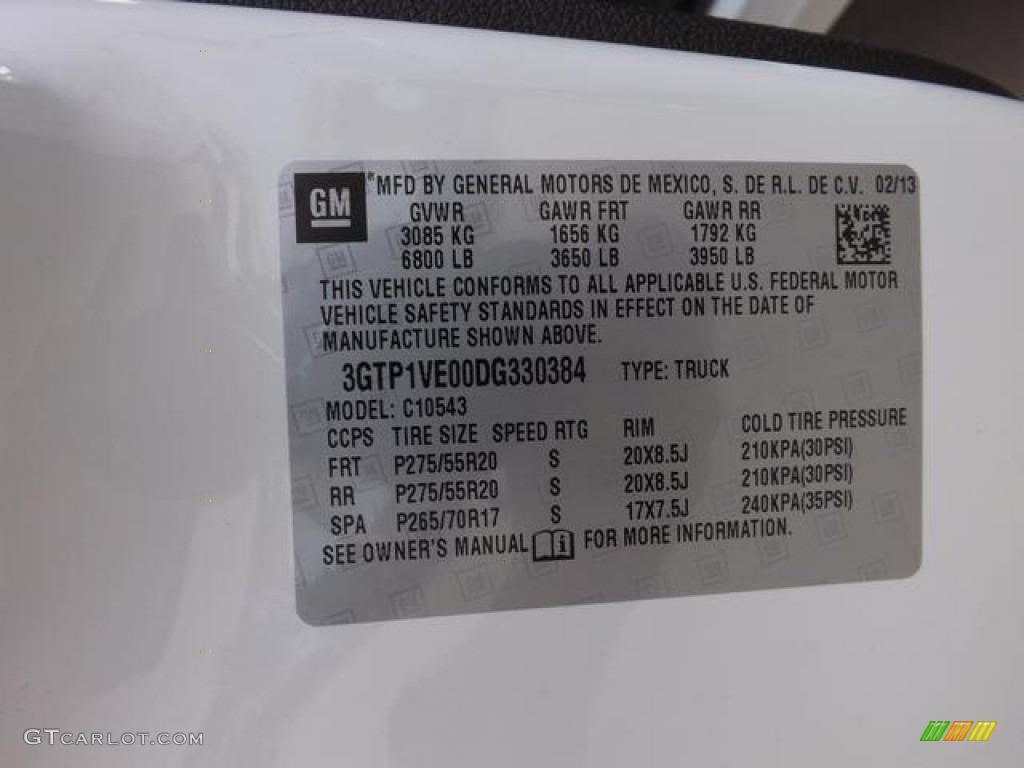 GM *MFD BY GENERAL MOTORS DE MEXICO, S. DE R.L. DE C.V. 02/13
GVWR GAWR FRT GAWR RR
3085 KG 1656 KG 1792 KG
6800 LB 3650 LB 3950 LB
THIS VEHICLE CONFORMS TO ALL APPLICABLE U.S. FEDERAL MOTOR
VEHICLE SAFETY STANDARDS IN EFFECT ON THE DATE OF
MANUFACTURE SHOWN ABOVE.
3GTP1VE00DG330384 TYPE: TRUCK
MODEL: C10543
CCPS TIRE SIZE SPEED RTG RIM COLD TIRE PRESSURE
FRT P275/55R20 S 20X8.5J 210KPA(30PSI)
RR P275/55R20 S 20X8.5J 210KPA(30PSI)
SPA P265/70R17 S 17X7.5J 240KPA(35PSI)
SEE OWNER'S MANUAL i FOR MORE INFORMATION.
GTCARLOT.COM